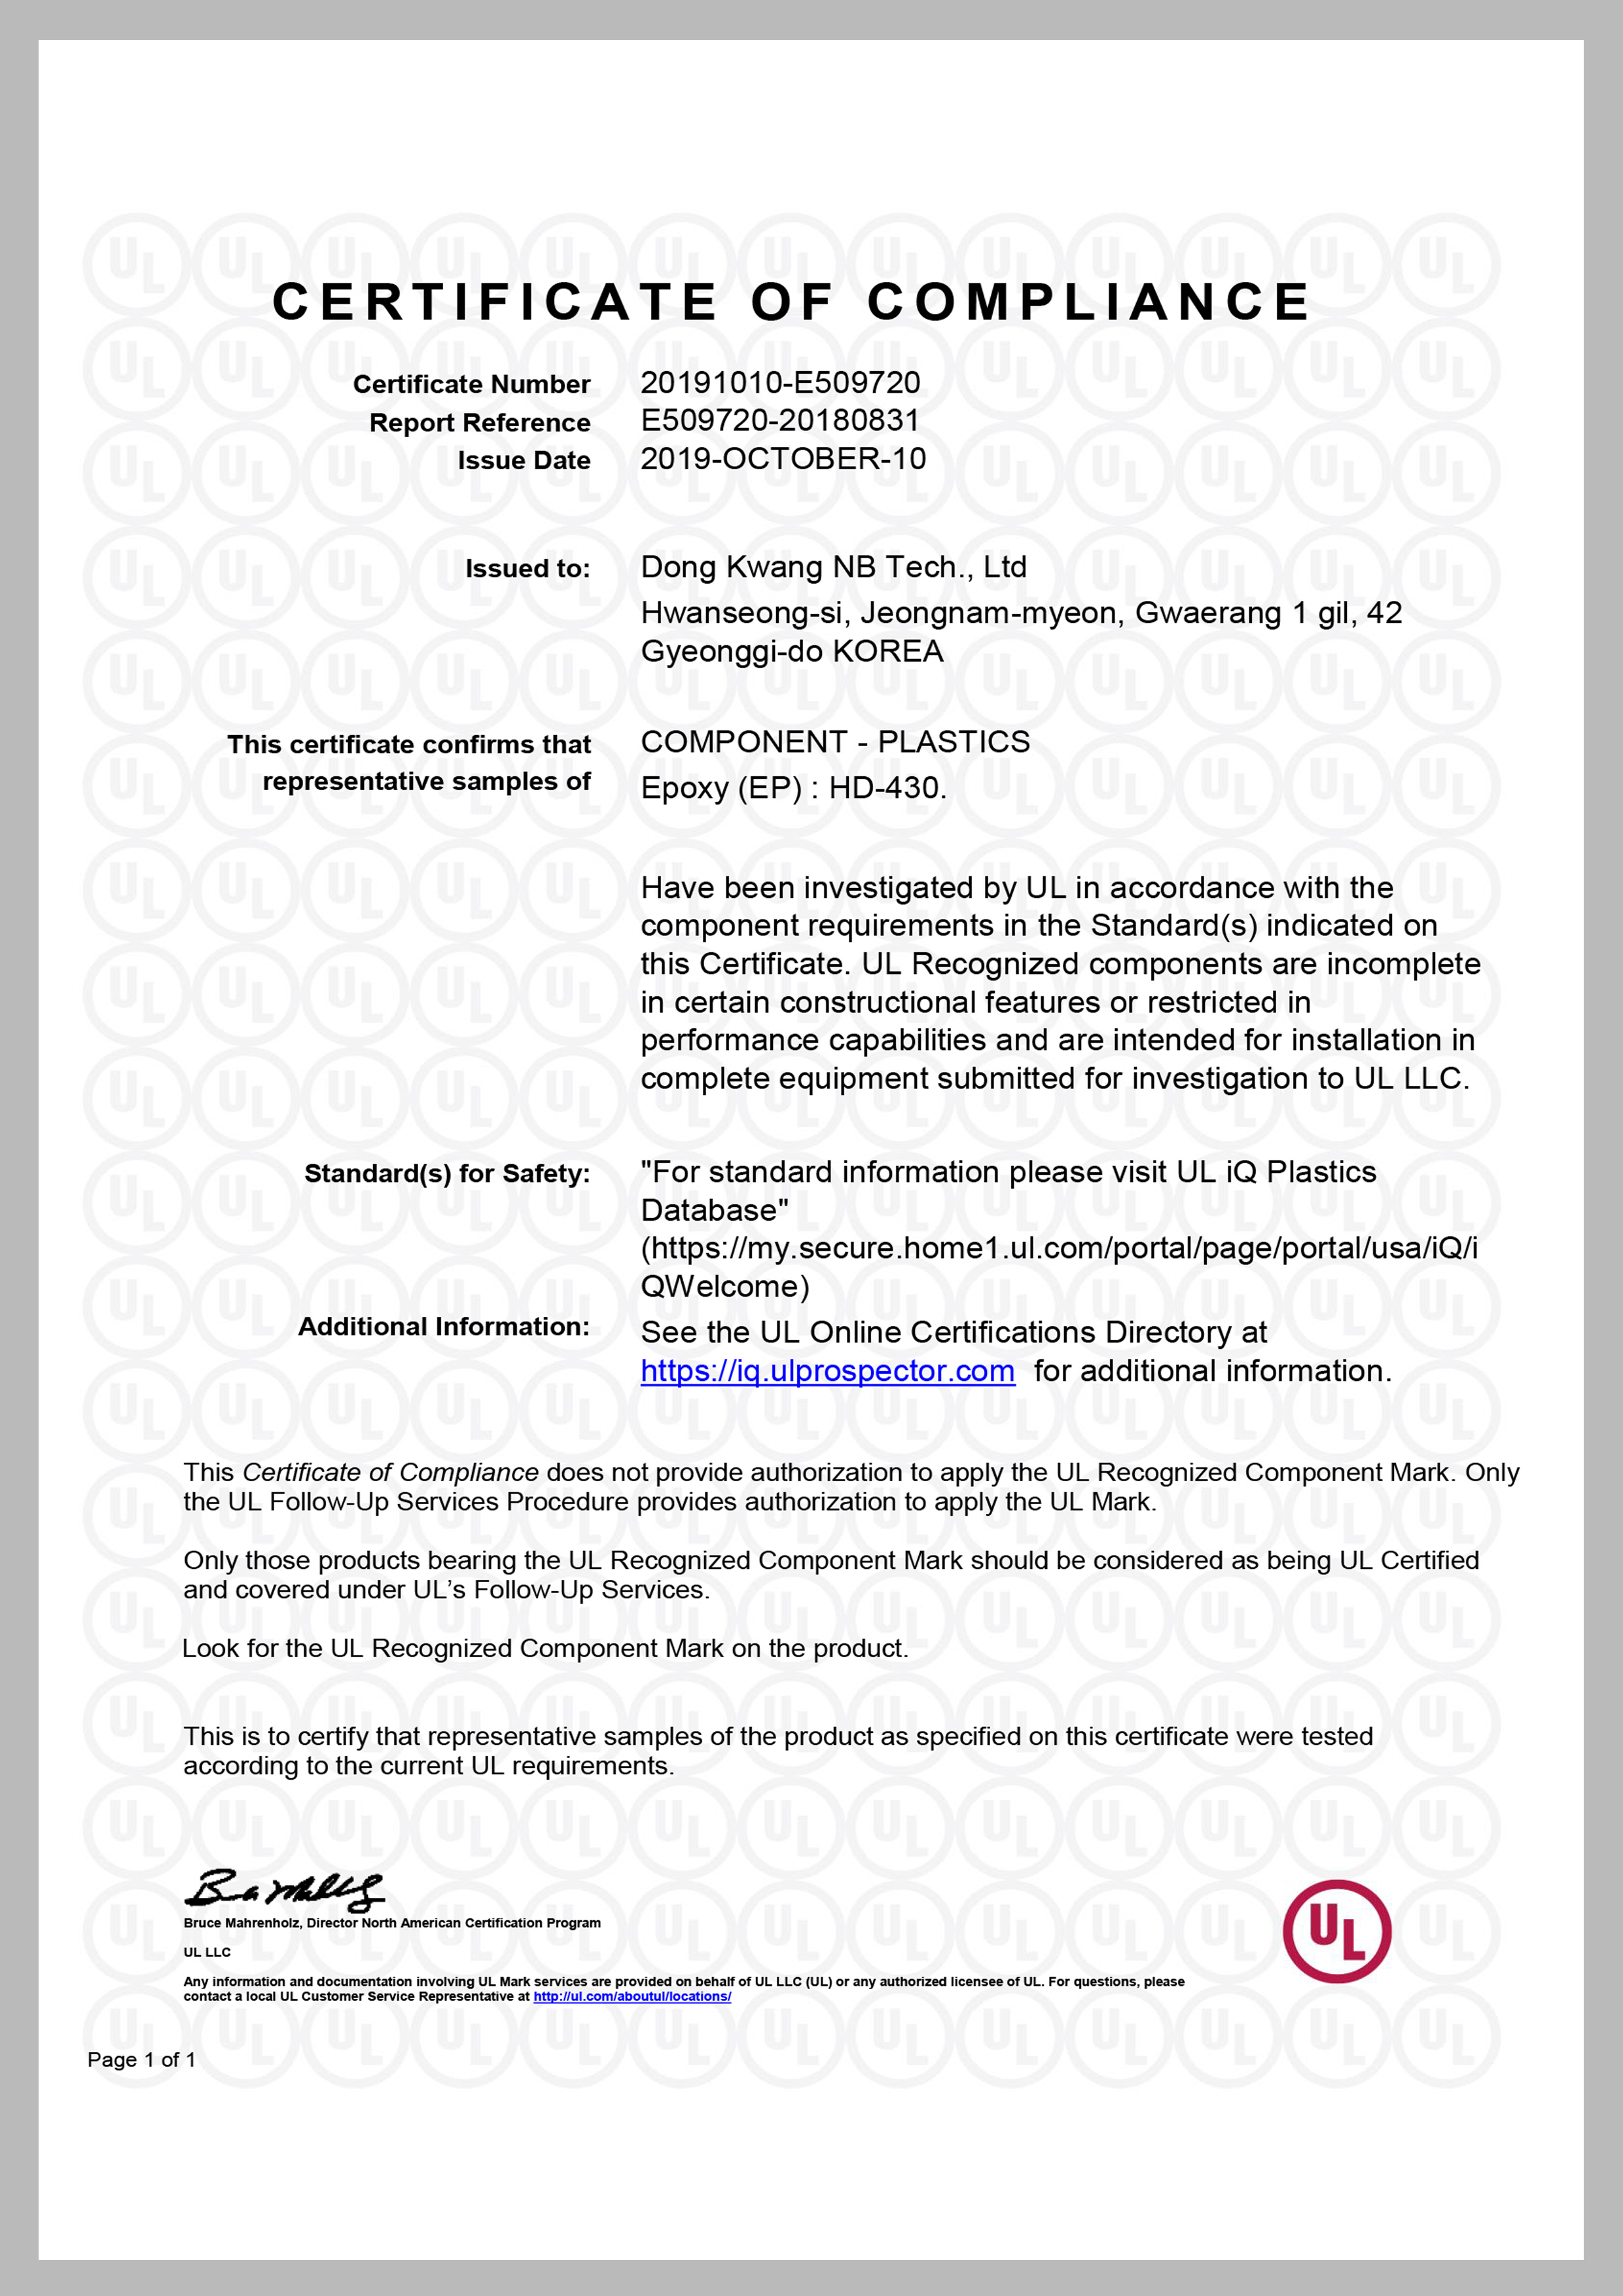 CERTIFICATE OF COMPLIANCE
Certificate Number 20191010-E509720
Report Reference E509720-20180831
Issue Date 2019-OCTOBER-10
Issued to: Dong Kwang NB Tech., Ltd
Hwanseong-si, Jeongnam-myeon, Gwaerang 1 gil, 42
Gyeonggi-do KOREA
This certificate confirms that COMPONENT - PLASTICS
representative samples of Epoxy (EP) : HD-430.
Have been investigated by UL in accordance with the
component requirements in the Standard(s) indicated on
this Certificate. UL Recognized components are incomplete
in certain constructional features or restricted in
performance capabilities and are intended for installation in
complete equipment submitted for investigation to UL LLC.
Standard(s) for Safety: "For standard information please visit UL iQ Plastics
Database"
(https://my.secure.home1.ul.com/portal/page/portal/usa/iQ/i
QWelcome)
Additional Information: See the UL Online Certifications Directory at
https://iq.ulprospector.com for additional information.
This Certificate of Compliance does not provide authorization to apply the UL Recognized Component Mark. Only
the UL Follow-Up Services Procedure provides authorization to apply the UL Mark.
Only those products bearing the UL Recognized Component Mark should be considered as being UL Certified
and covered under UL’s Follow-Up Services.
Look for the UL Recognized Component Mark on the product.
This is to certify that representative samples of the product as specified on this certificate were tested
according to the current UL requirements.
Bruce Mahrenholz, Director North American Certification Program
UL LLC
Any information and documentation involving UL Mark services are provided on behalf of UL LLC (UL) or any authorized licensee of UL. For questions, please
contact a local UL Customer Service Representative at http://ul.com/aboutul/locations/
UL
Page 1 of 1